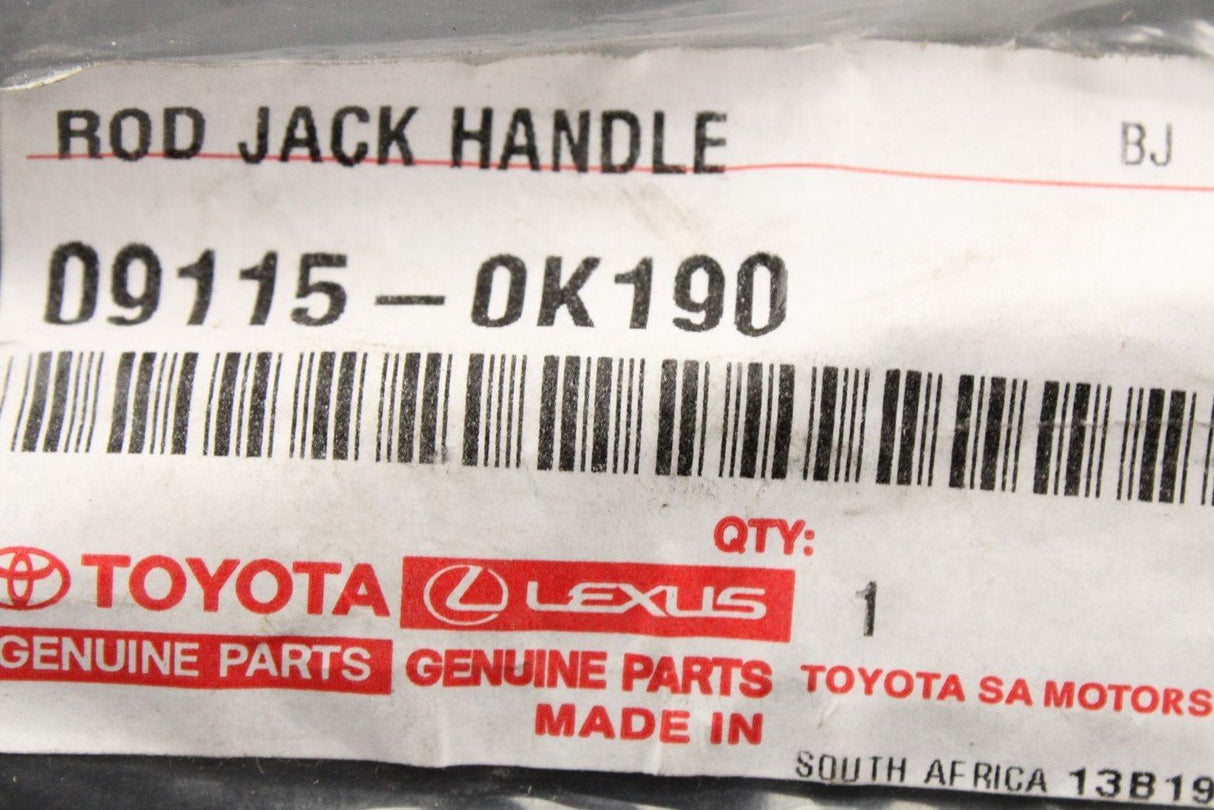 ROD JACK HANDLE BJ
09115-0K190
QTY:
1
TOYOTA LEXUS
GENUINE PARTS GENUINE PARTS TOYOTA SA MOTORS
MADE IN
SOUTH AFRICA 13B19